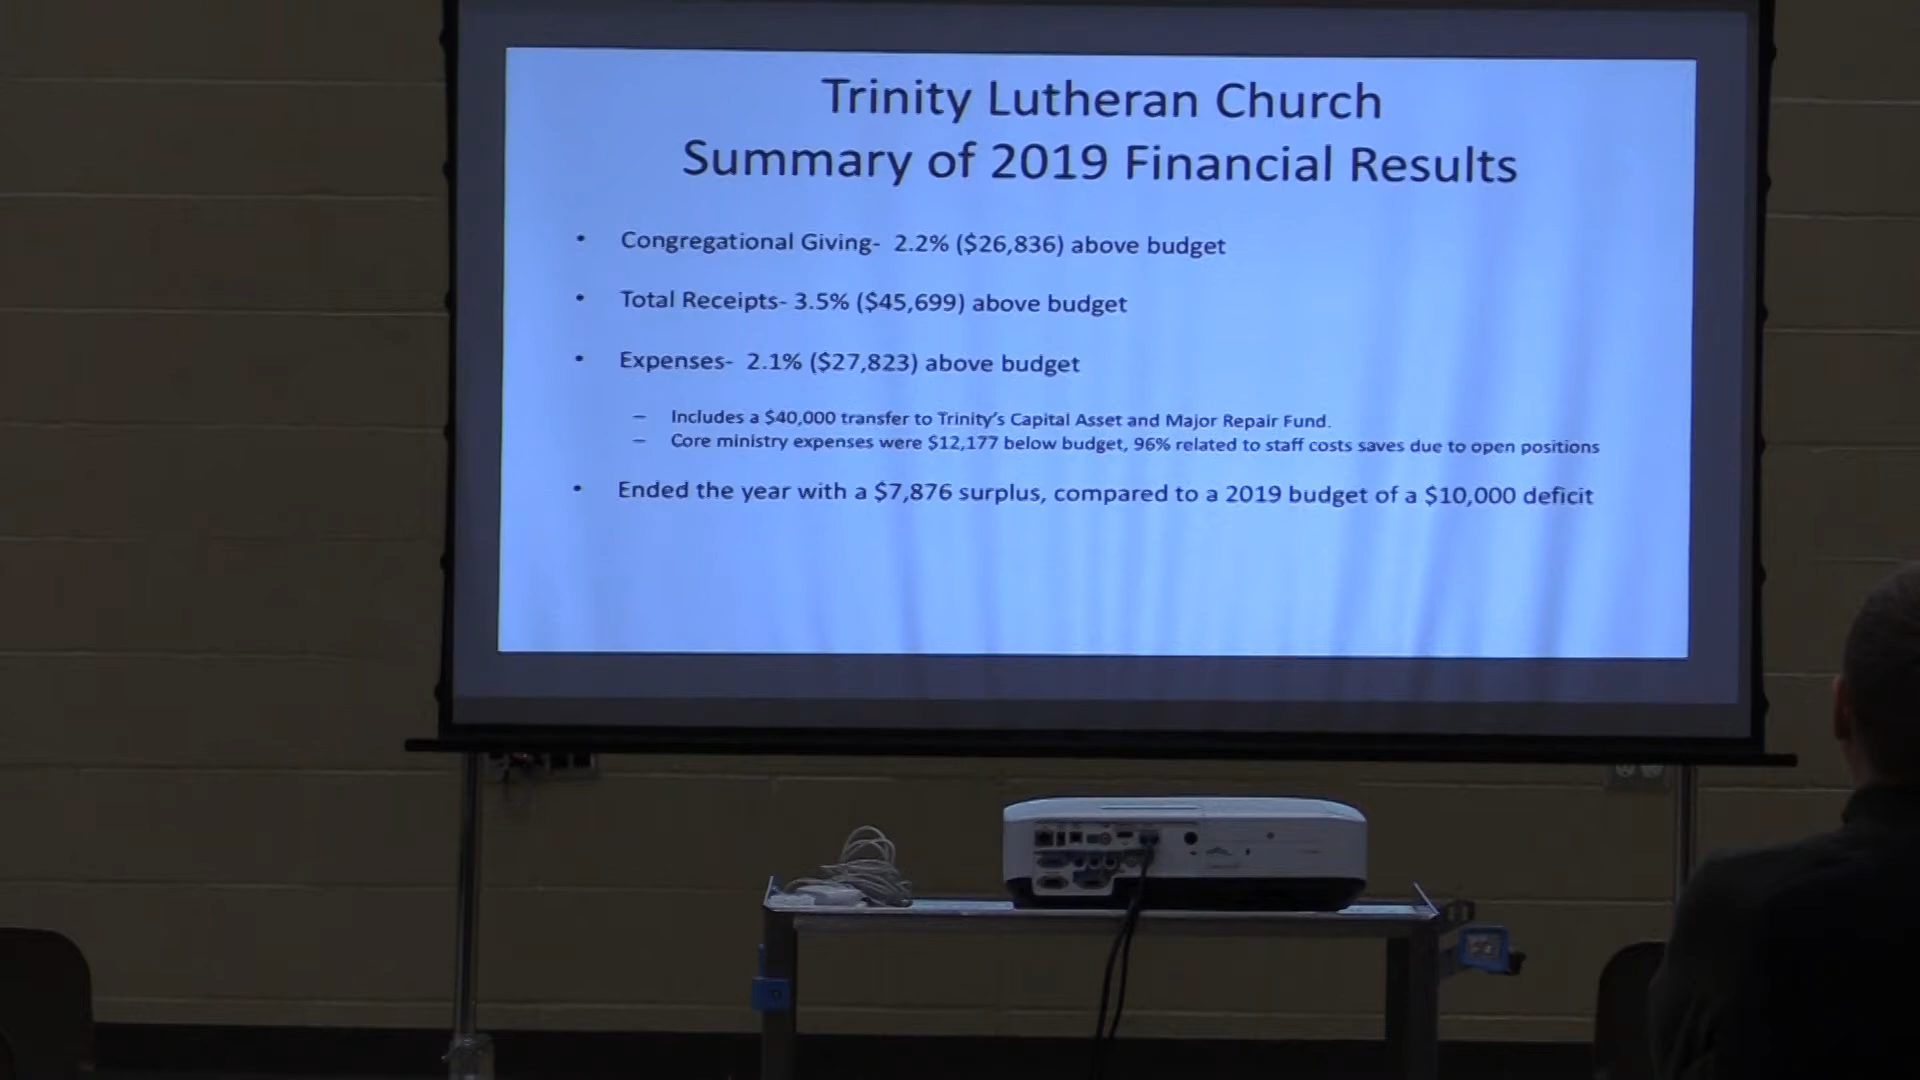 Trinity Lutheran Church
Summary of 2019 Financial Results
• Congregational Giving- 2.2% ($26,836) above budget
• Total Receipts- 3.5% ($45,699) above budget
• Expenses- 2.1% ($27,823) above budget
– Includes a $40,000 transfer to Trinity's Capital Asset and Major Repair Fund.
– Core ministry expenses were $12,177 below budget, 96% related to staff costs saves due to open positions
• Ended the year with a $7,876 surplus, compared to a 2019 budget of a $10,000 deficit